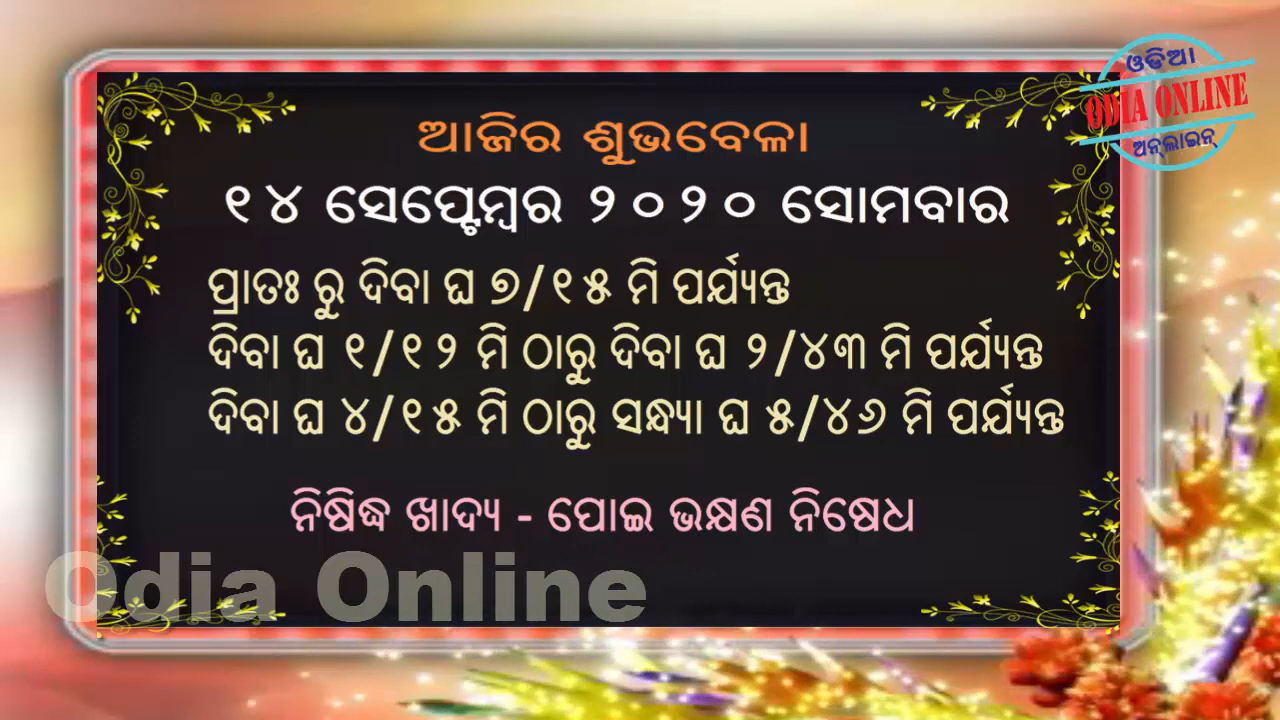 ଓଡିଆ
ODIA ONLINE
ଅନ୍‌ଲାଇନ୍
ଆଜିର ଶୁଭବେଳା
୧୪ ସେପ୍ଟେମ୍ବର ୨୦୨୦ ସୋମବାର
ପ୍ରାତଃ ରୁ ଦିବା ଘ ୭/୧୫ ମି ପର୍ଯ୍ୟନ୍ତ
ଦିବା ଘ ୧/୧୨ ମି ଠାରୁ ଦିବା ଘ ୨/୪୩ ମି ପର୍ଯ୍ୟନ୍ତ
ଦିବା ଘ ୪/୧୫ ମି ଠାରୁ ସନ୍ଧ୍ୟା ଘ ୫/୪୬ ମି ପର୍ଯ୍ୟନ୍ତ
ନିଷିଦ୍ଧ ଖାଦ୍ୟ - ପୋଇ ଭକ୍ଷଣ ନିଷେଧ
Odia Online